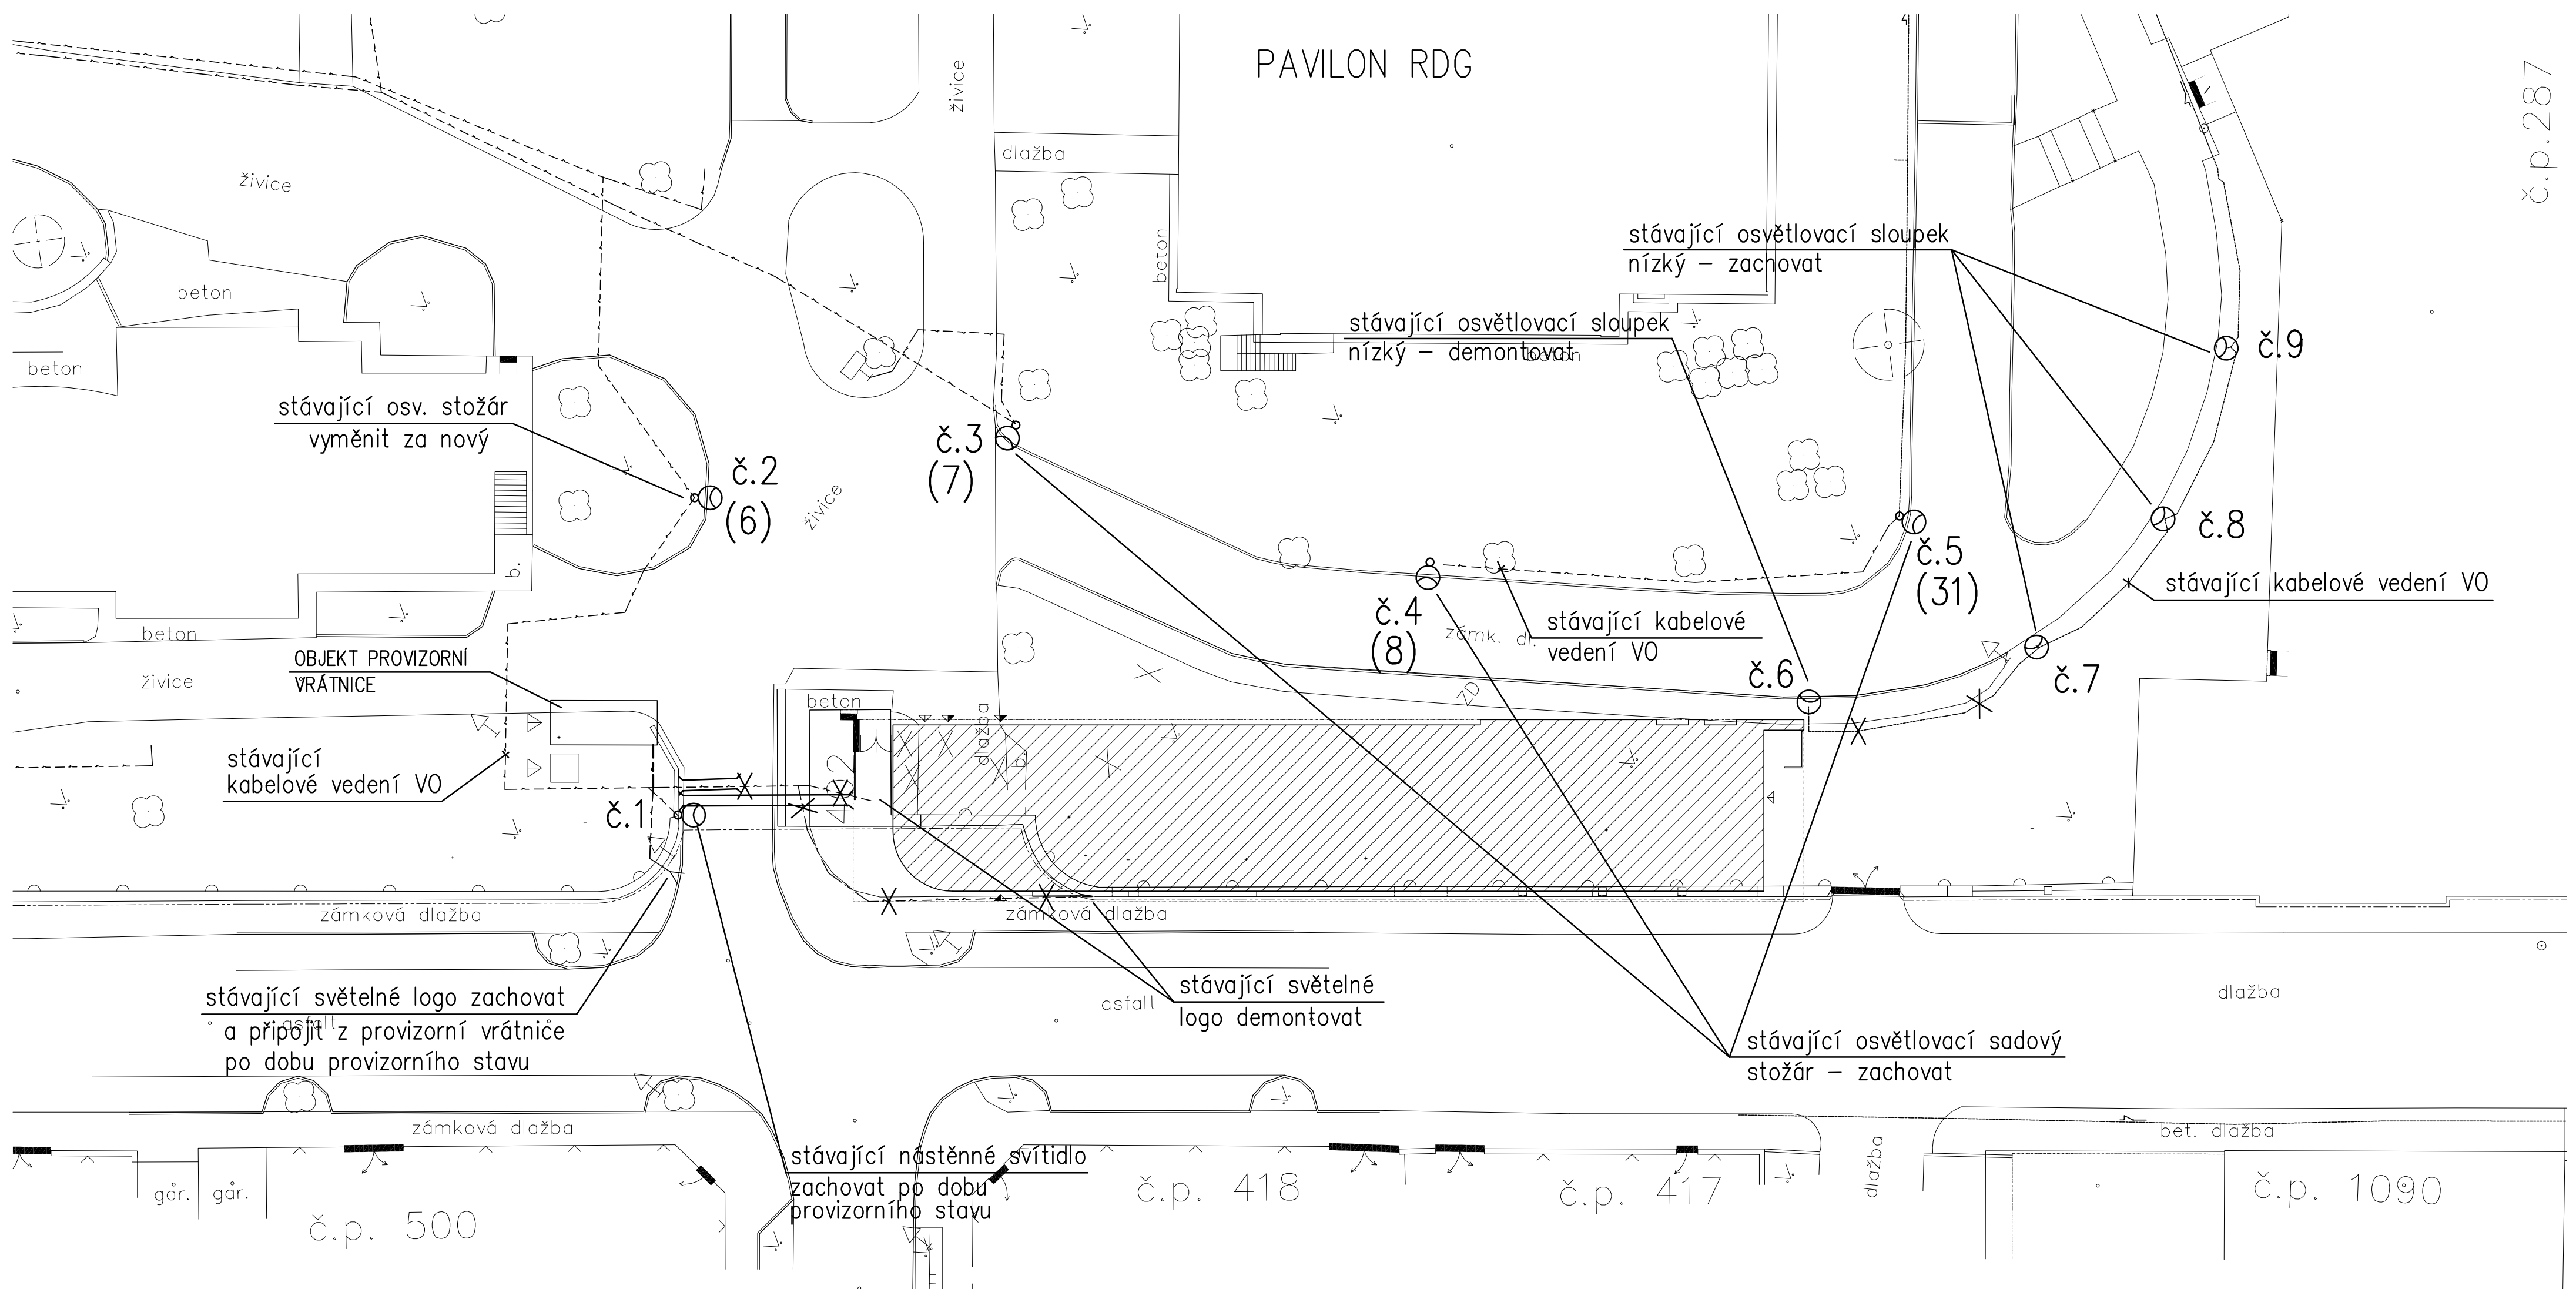 PAVILON RDG
č.p.287
živice
dlažba
živice
beton
beton
stávající osvětlovací sloupek
nízký – zachovat
stávající osvětlovací sloupek
nízký – demontovat
beton
beton
č.9
stávající osv. stožár
vyměnit za nový
č.3
(7)
č.2
(6)
živice
č.8
č.5
(31)
stávající kabelové vedení VO
b.
č.4
(8)
zámk. dl.
stávající kabelové
vedení VO
beton
OBJEKT PROVIZORNÍ
VRÁTNICE
živice
č.6
č.7
ZD
beton
dlažba
b.
stávající
kabelové vedení VO
č.1
zámková dlažba
zámková dlažba
stávající světelné logo zachovat
a připojit z provizorní vrátnice
po dobu provizorního stavu
asfalt
asfalt
stávající světelné
logo demontovat
dlažba
stávající osvětlovací sadový
stožár – zachovat
zámková dlažba
bet. dlažba
dlažba
stávající nástěnné svítidlo
zachovat po dobu
provizorního stavu
gar.
gar.
č.p. 500
č.p. 418
č.p. 417
č.p. 1090